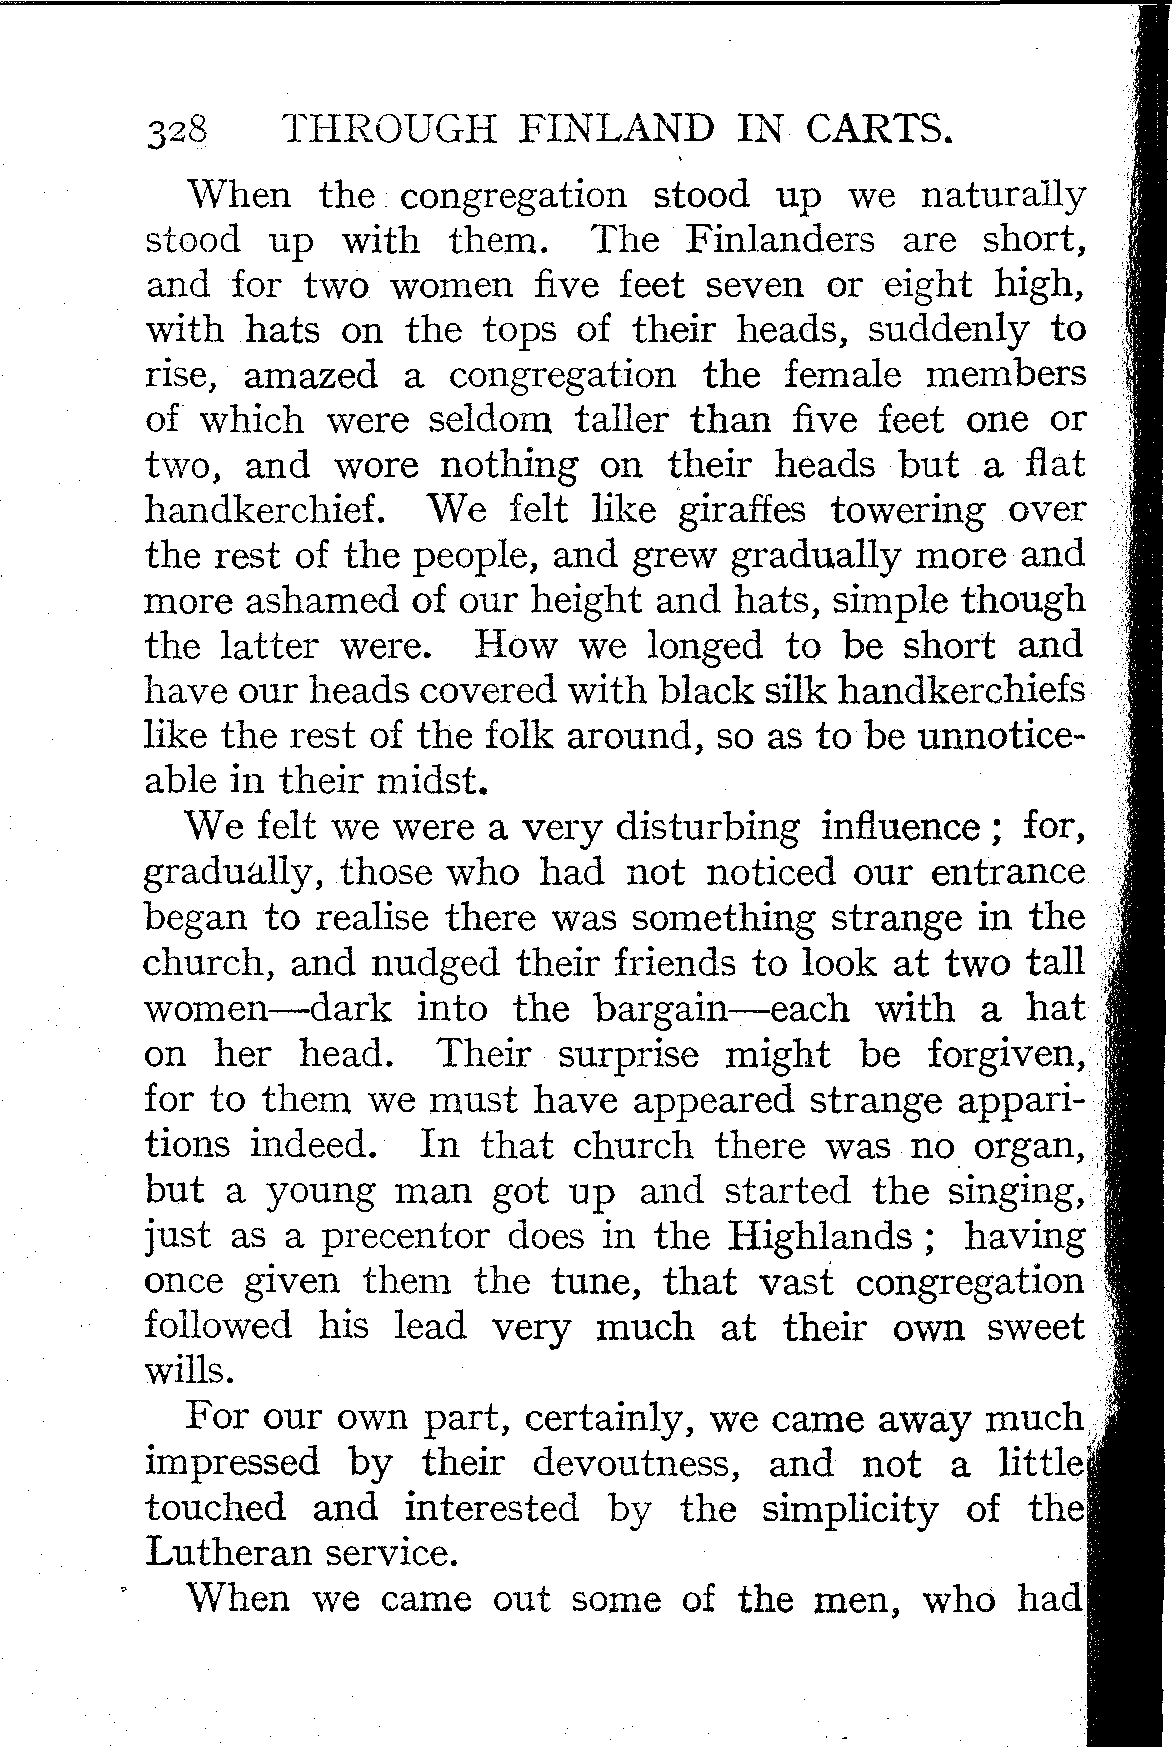 328 THROUGH FINLAND IN CARTS.
When the congregation stood up we naturally
stood up with them. The Finlanders are short,
and for two women five feet seven or eight high,
with hats on the tops of their heads, suddenly to
rise, amazed a congregation the female members
of which were seldom taller than five feet one or
two, and wore nothing on their heads but a flat
handkerchief. We felt like giraffes towering over
the rest of the people, and grew gradually more and
more ashamed of our height and hats, simple though
the latter were. How we longed to be short and
have our heads covered with black silk handkerchiefs
like the rest of the folk around, so as to be unnotice-
able in their midst.
We felt we were a very disturbing influence ; for,
gradually, those who had not noticed our entrance
began to realise there was something strange in the
church, and nudged their friends to look at two tall
women—dark into the bargain—each with a hat
on her head. Their surprise might be forgiven,
for to them we must have appeared strange appari-
tions indeed. In that church there was no organ,
but a young man got up and started the singing,
just as a precentor does in the Highlands ; having
once given them the tune, that vast congregation
followed his lead very much at their own sweet
wills.
For our own part, certainly, we came away much
impressed by their devoutness, and not a little
touched and interested by the simplicity of the
Lutheran service.
When we came out some of the men, who had